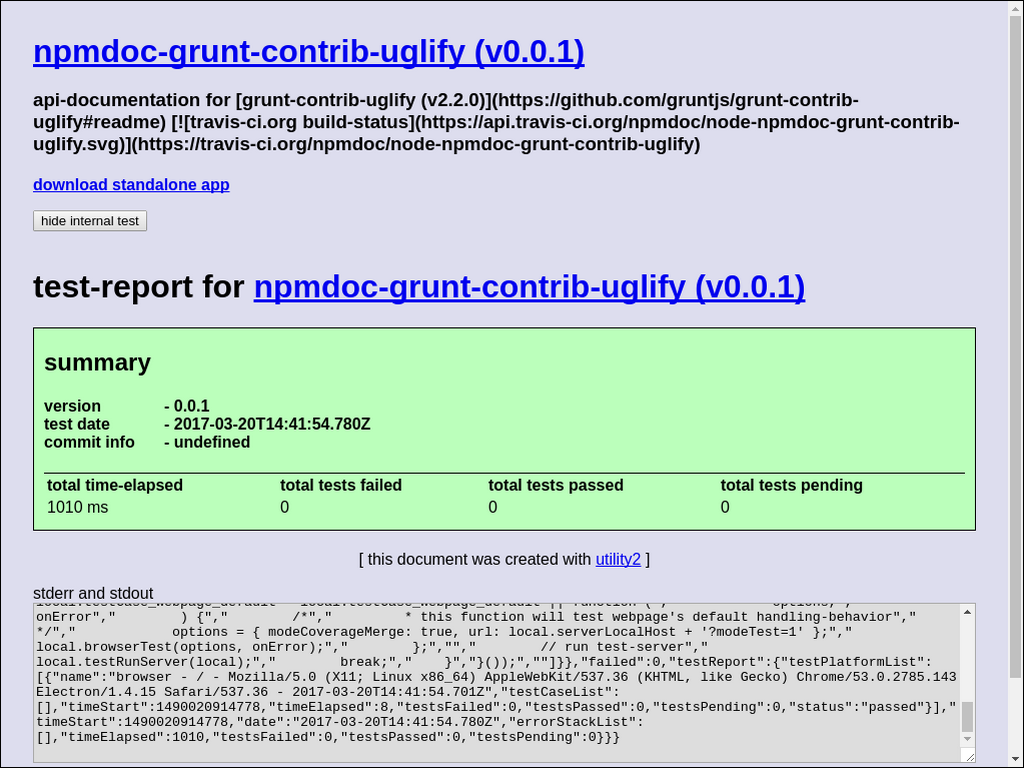 npmdoc-grunt-contrib-uglify (v0.0.1)
api-documentation for [grunt-contrib-uglify (v2.2.0)](https://github.com/gruntjs/grunt-contrib-
uglify#readme) [![travis-ci.org build-status](https://api.travis-ci.org/npmdoc/node-npmdoc-grunt-contrib-
uglify.svg)](https://travis-ci.org/npmdoc/node-npmdoc-grunt-contrib-uglify)
download standalone app
hide internal test
test-report for npmdoc-grunt-contrib-uglify (v0.0.1)
summary
version - 0.0.1
test date - 2017-03-20T14:41:54.780Z
commit info - undefined
total time-elapsed total tests failed total tests passed total tests pending
1010 ms 0 0 0
[ this document was created with utility2 ]
stderr and stdout
onError","        ) {","        /*","         * this function will test webpage's default handling-behavior","
*/","            options = { modeCoverageMerge: true, url: local.serverLocalHost + '?modeTest=1' };","
local.browserTest(options, onError);","        };","","        // run test-server","
local.testRunServer(local);","        break;","    }","}());",""]}},"failed":0,"testReport":{"testPlatformList":
[{"name":"browser - / - Mozilla/5.0 (X11; Linux x86_64) AppleWebKit/537.36 (KHTML, like Gecko) Chrome/53.0.2785.143
Electron/1.4.15 Safari/537.36 - 2017-03-20T14:41:54.701Z","testCaseList":
[],"timeStart":1490020914778,"timeElapsed":8,"testsFailed":0,"testsPassed":0,"testsPending":0,"status":"passed"}],"
timeStart":1490020914778,"date":"2017-03-20T14:41:54.780Z","errorStackList":
[],"timeElapsed":1010,"testsFailed":0,"testsPassed":0,"testsPending":0}}}